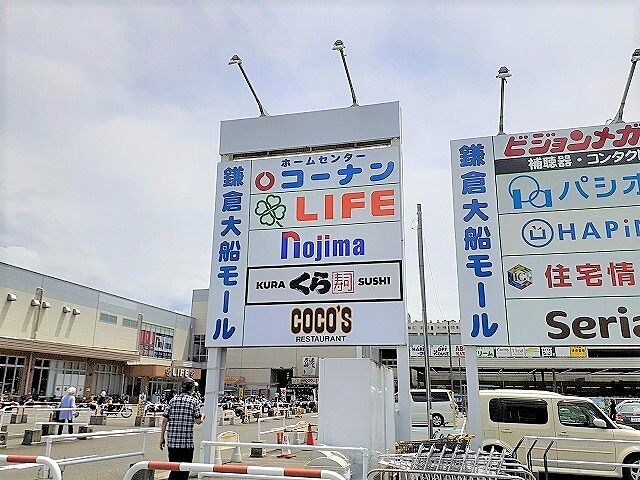 鎌倉大船モール
ホームセンター
コーナン
LIFE
nojima
KURA くら寿司 SUSHI
COCO'S
RESTAURANT
鎌倉大船モール
ビジョンメガ
補聴器・コンタク
パシオ
HAPiN
住宅情
Seria
LIFE